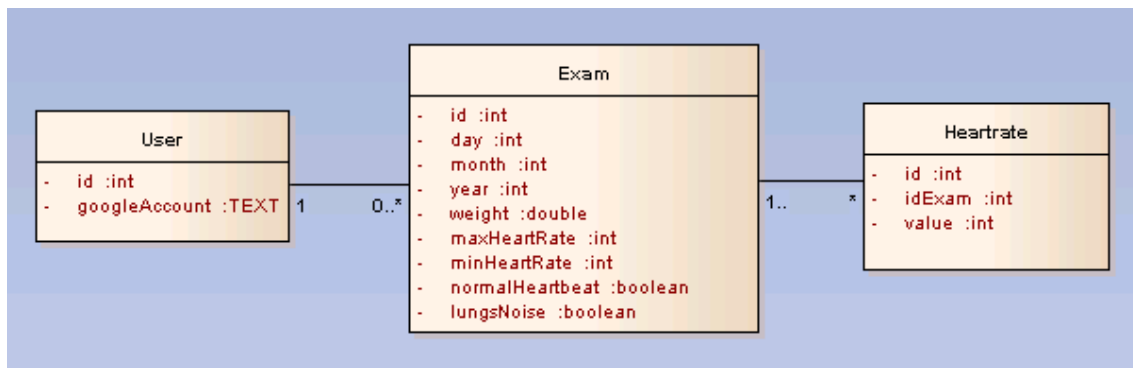 User
- id :int
- googleAccount :TEXT
1
0..*
Exam
- id :int
- day :int
- month :int
- year :int
- weight :double
- maxHeartRate :int
- minHeartRate :int
- normalHeartbeat :boolean
- lungsNoise :boolean
1..
*
Heartrate
- id :int
- idExam :int
- value :int